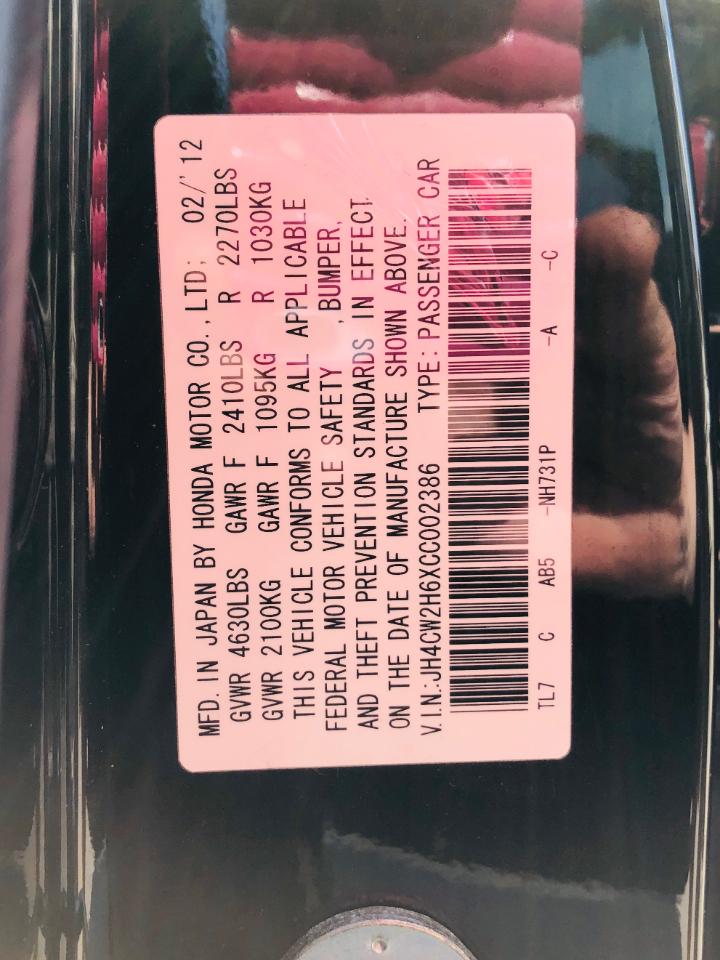 MFD. IN JAPAN BY HONDA MOTOR CO., LTD; 02/'12
GVWR 4630LBS GAWR F 2410LBS R 2270LBS
GVWR 2100KG GAWR F 1095KG R 1030KG
THIS VEHICLE CONFORMS TO ALL APPLICABLE
FEDERAL MOTOR VEHICLE SAFETY , BUMPER,
AND THEFT PREVENTION STANDARDS IN EFFECT
ON THE DATE OF MANUFACTURE SHOWN ABOVE.
V.I.N.:JH4CW2H6XCC002386 TYPE: PASSENGER CAR
TL7 C AB5 -NH731P -A -C